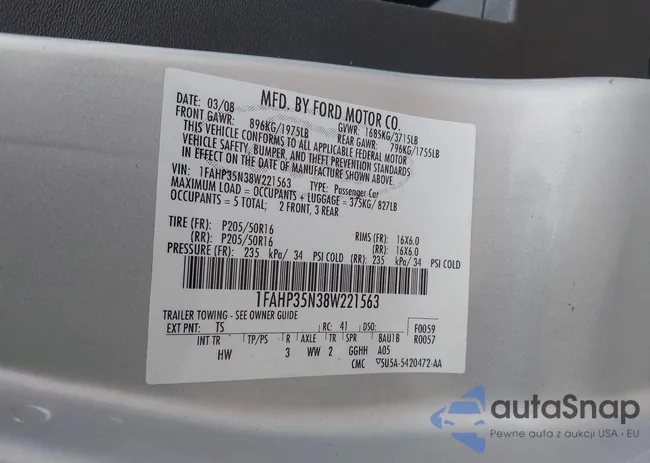 MFD. BY FORD MOTOR CO.
DATE: 03/08 GVWR: 1685KG/3715LB
FRONT GAWR: 896KG/1975LB REAR GAWR: 796KG/1755LB
THIS VEHICLE CONFORMS TO ALL APPLICABLE FEDERAL MOTOR
VEHICLE SAFETY, BUMPER, AND THEFT PREVENTION STANDARDS
IN EFFECT ON THE DATE OF MANUFACTURE SHOWN ABOVE.
VIN: 1FAHP35N38W221563 TYPE: Passenger Car
MAXIMUM LOAD = OCCUPANTS + LUGGAGE = 375KG/ 827LB
OCCUPANTS = 5 TOTAL; 2 FRONT, 3 REAR
TIRE (FR): P205/50R16 RIMS (FR): 16X6.0
(RR): P205/50R16 (RR): 16X6.0
PRESSURE (FR): 235 kPa/ 34 PSI COLD (RR): 235 kPa/ 34 PSI COLD
1FAHP35N38W221563
TRAILER TOWING - SEE OWNER GUIDE
EXT PNT: TS RC: 41 DSO: F0059
INT TR TP/PS R AXLE TR SPR 8AU1B R0057
HW 3 WW 2 GGHH A05
CMC 5U5A-5420472-AA
autaSnap
Pewne auta z aukcji USA • EU